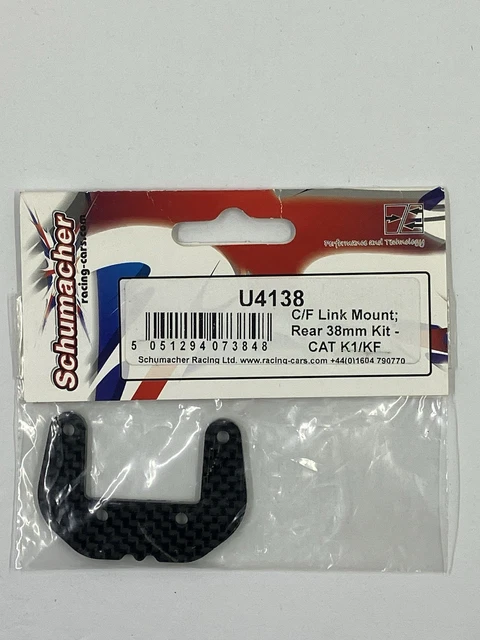 Schumacher
racing-cars.com
Performance and Technology
U4138
C/F Link Mount;
Rear 38mm Kit -
CAT K1/KF
5 051294 073848
Schumacher Racing Ltd. www.racing-cars.com +44(0)1604 790770